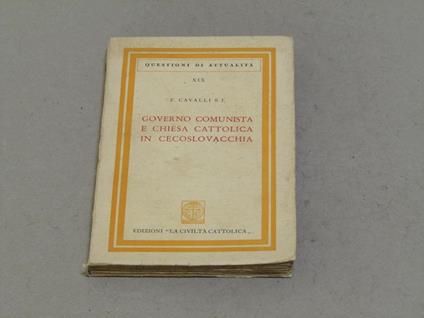 QUESTIONI DI ATTUALITÀ
XIX
F. CAVALLI S. I.
GOVERNO COMUNISTA
E CHIESA CATTOLICA
IN CECOSLOVACCHIA
EDIZIONI "LA CIVILTÀ CATTOLICA„